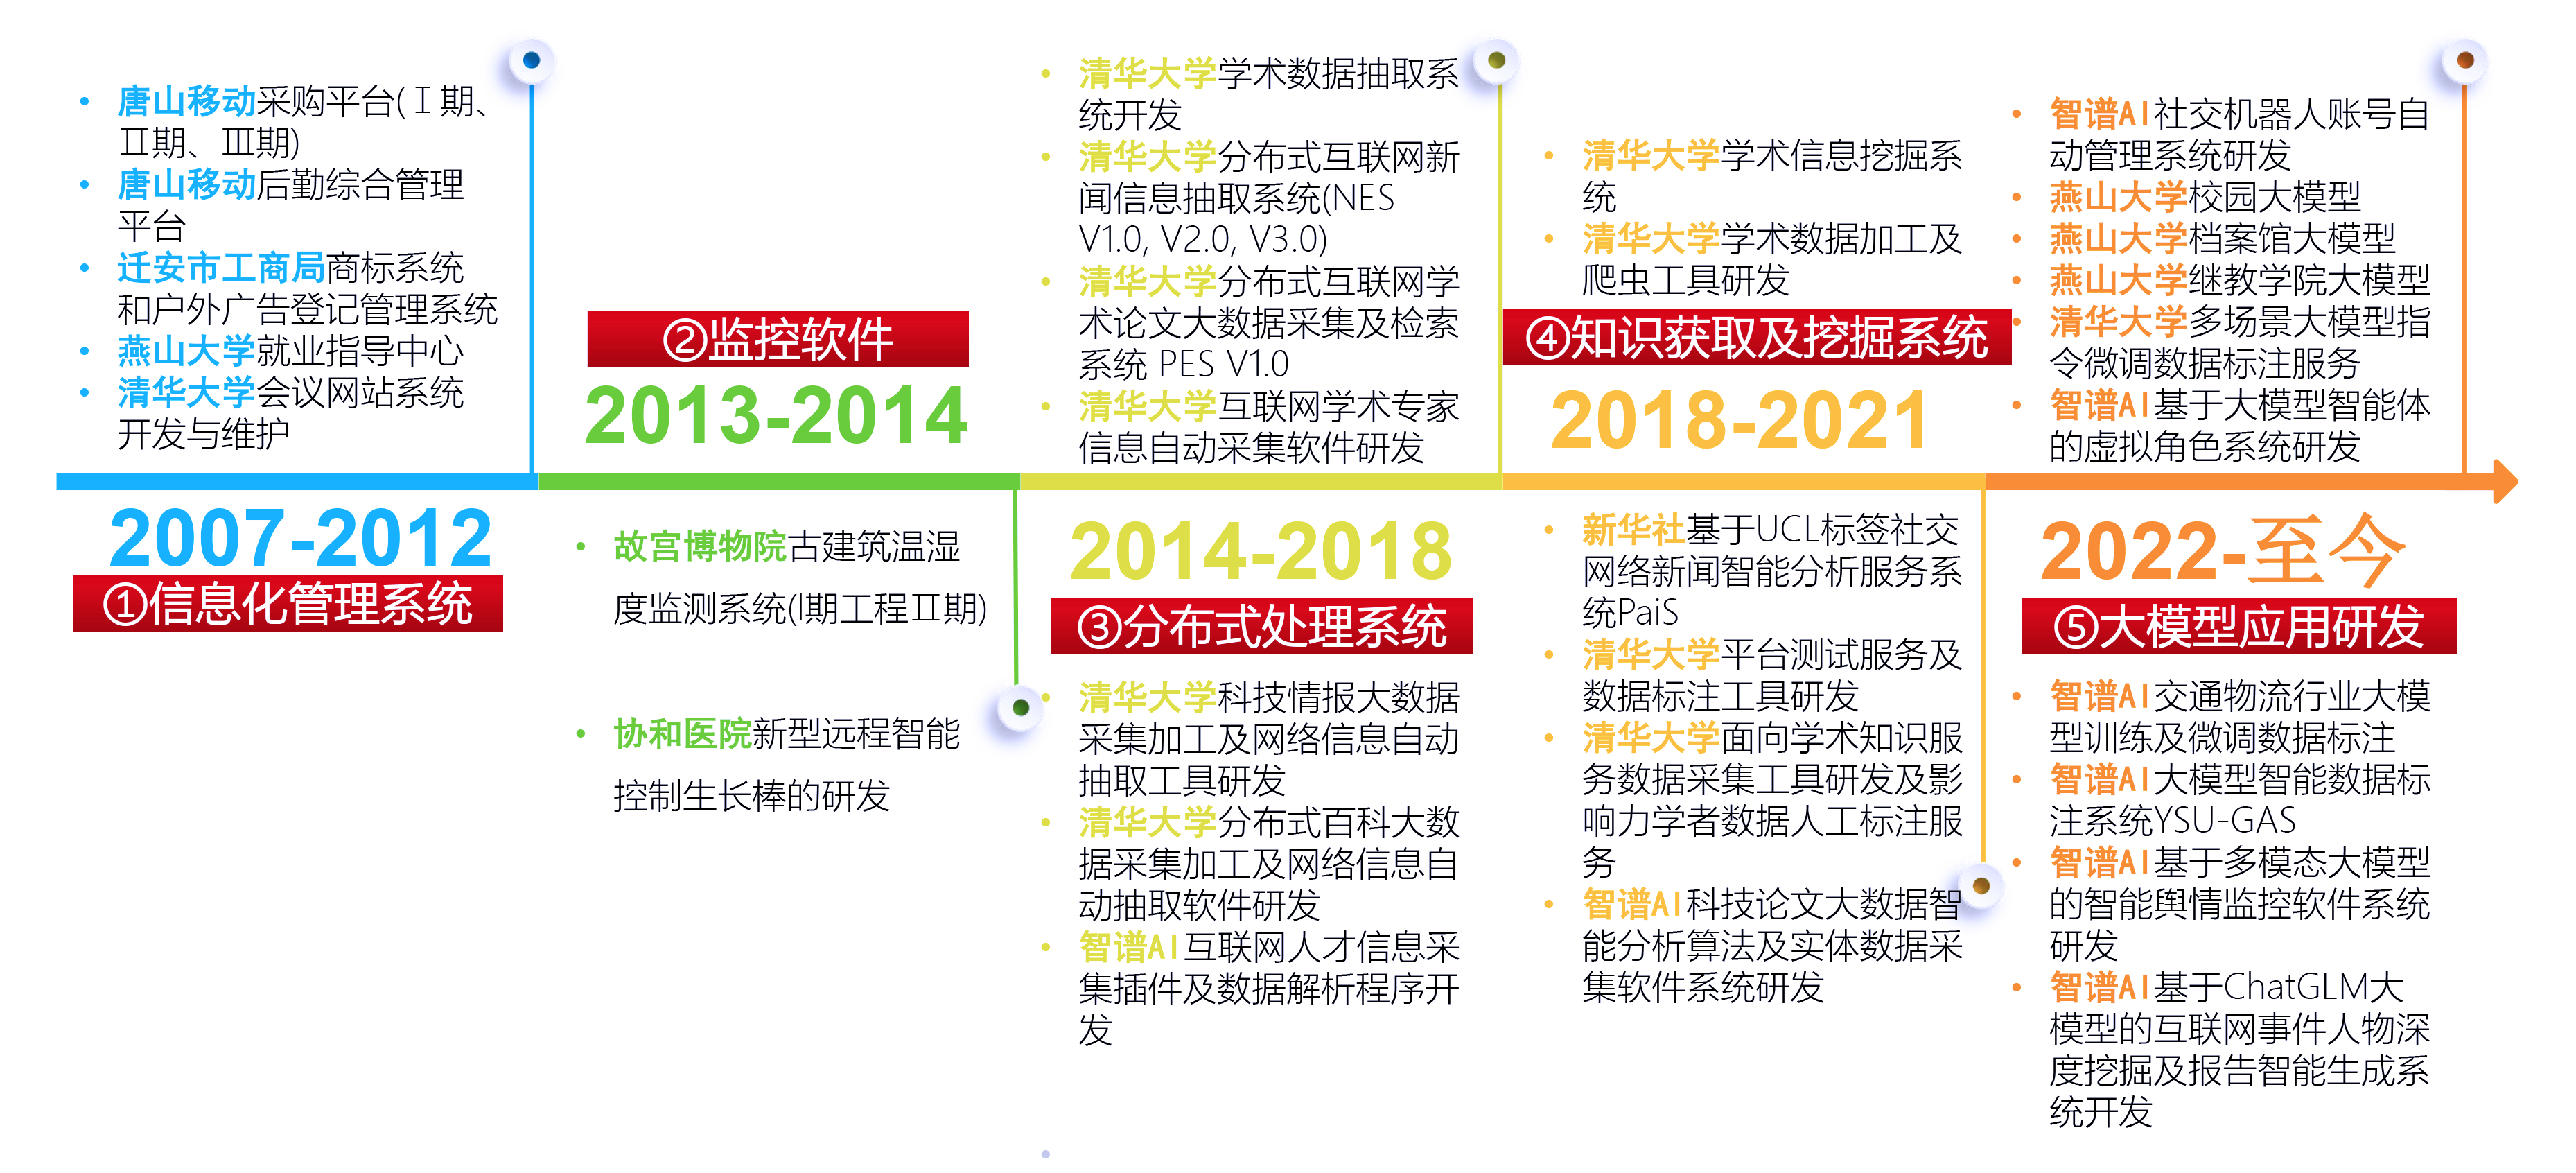 唐山移动采购平台(Ⅰ期、
Ⅱ期、Ⅲ期)
唐山移动后勤综合管理
平台
迁安市工商局商标系统
和户外广告登记管理系统
燕山大学就业指导中心
清华大学会议网站系统
开发与维护
2007-2012
①信息化管理系统
②监控软件
2013-2014
故宫博物院古建筑温湿
度监测系统(I期工程Ⅱ期)
协和医院新型远程智能
控制生长棒的研发
清华大学学术数据抽取系
统开发
清华大学分布式互联网新
闻信息抽取系统(NES
V1.0, V2.0, V3.0)
清华大学分布式互联网学
术论文大数据采集及检索
系统 PES V1.0
清华大学互联网学术专家
信息自动采集软件研发
2014-2018
③分布式处理系统
清华大学科技情报大数据
采集加工及网络信息自动
抽取工具研发
清华大学分布式百科大数
据采集加工及网络信息自
动抽取软件研发
智谱AI互联网人才信息采
集插件及数据解析程序开
发
清华大学学术信息挖掘系
统
清华大学学术数据加工及
爬虫工具研发
④知识获取及挖掘系统
2018-2021
新华社基于UCL标签社交
网络新闻智能分析服务系
统PaiS
清华大学平台测试服务及
数据标注工具研发
清华大学面向学术知识服
务数据采集工具研发及影
响力学者数据人工标注服
务
智谱AI科技论文大数据智
能分析算法及实体数据采
集软件系统研发
智谱AI社交机器人账号自
动管理系统研发
燕山大学校园大模型
燕山大学档案馆大模型
燕山大学继教学院大模型
清华大学多场景大模型指
令微调数据标注服务
智谱AI基于大模型智能体
的虚拟角色系统研发
2022-至今
⑤大模型应用研发
智谱AI交通物流行业大模
型训练及微调数据标注
智谱AI大模型智能数据标
注系统YSU-GAS
智谱AI基于多模态大模型
的智能舆情监控软件系统
研发
智谱AI基于ChatGLM大
模型的互联网事件人物深
度挖掘及报告智能生成系
统开发